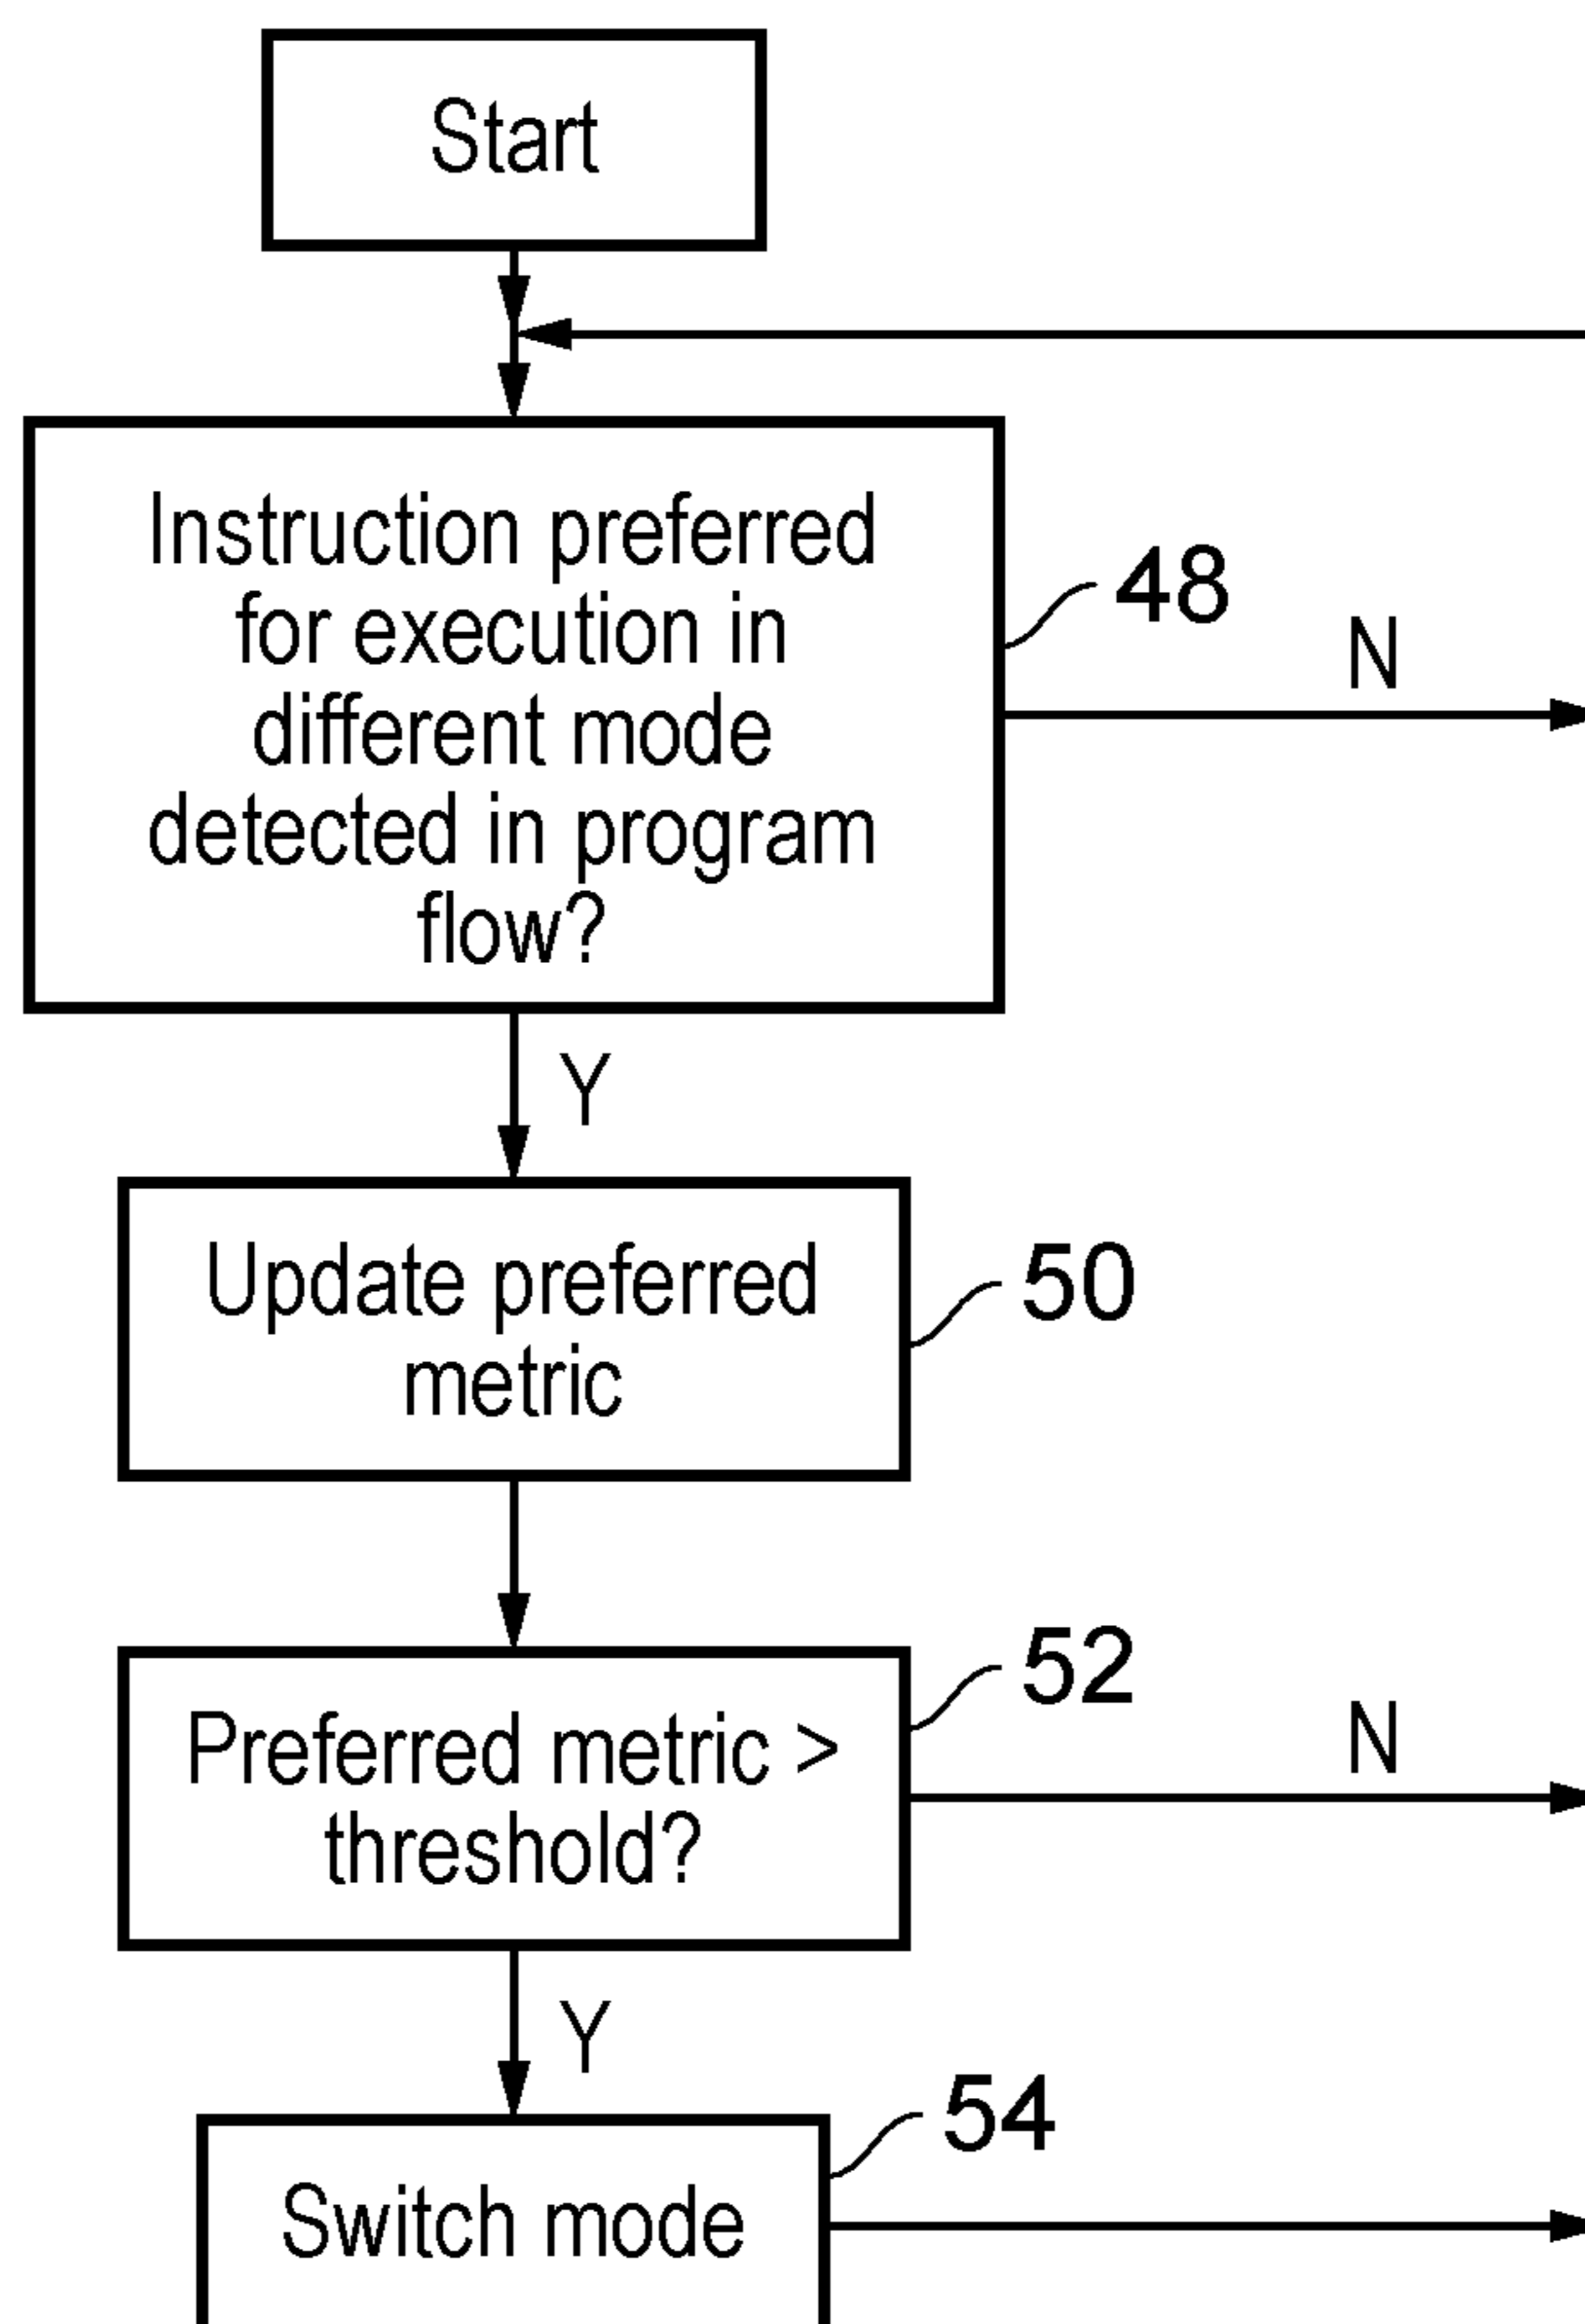 Start
Instruction preferred
for execution in
different mode
detected in program
flow?
48
N
Y
Update preferred
metric
50
Preferred metric >
threshold?
52
N
Y
Switch mode
54